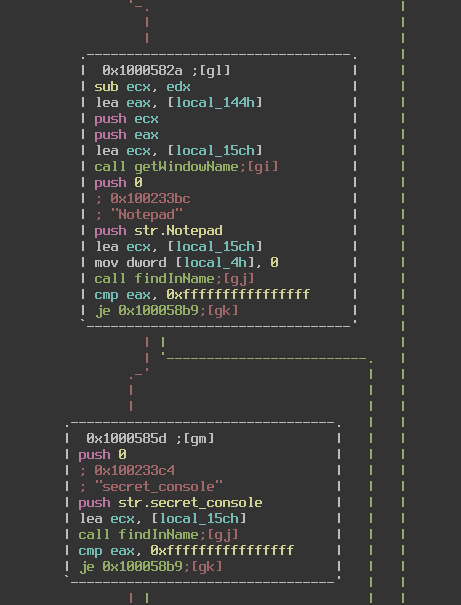 0x1000582a ;[gl]
sub ecx, edx
lea eax, [local_144h]
push ecx
push eax
lea ecx, [local_15ch]
call getWindowName;[gi]
push 0
; 0x100233bc
; "Notepad"
push str.Notepad
lea ecx, [local_15ch]
mov dword [local_4h], 0
call findInName;[gj]
cmp eax, 0xffffffffffffffff
je 0x100058b9;[gk]
0x1000585d ;[gm]
push 0
; 0x100233c4
; "secret_console"
push str.secret_console
lea ecx, [local_15ch]
call findInName;[gj]
cmp eax, 0xffffffffffffffff
je 0x100058b9;[gk]